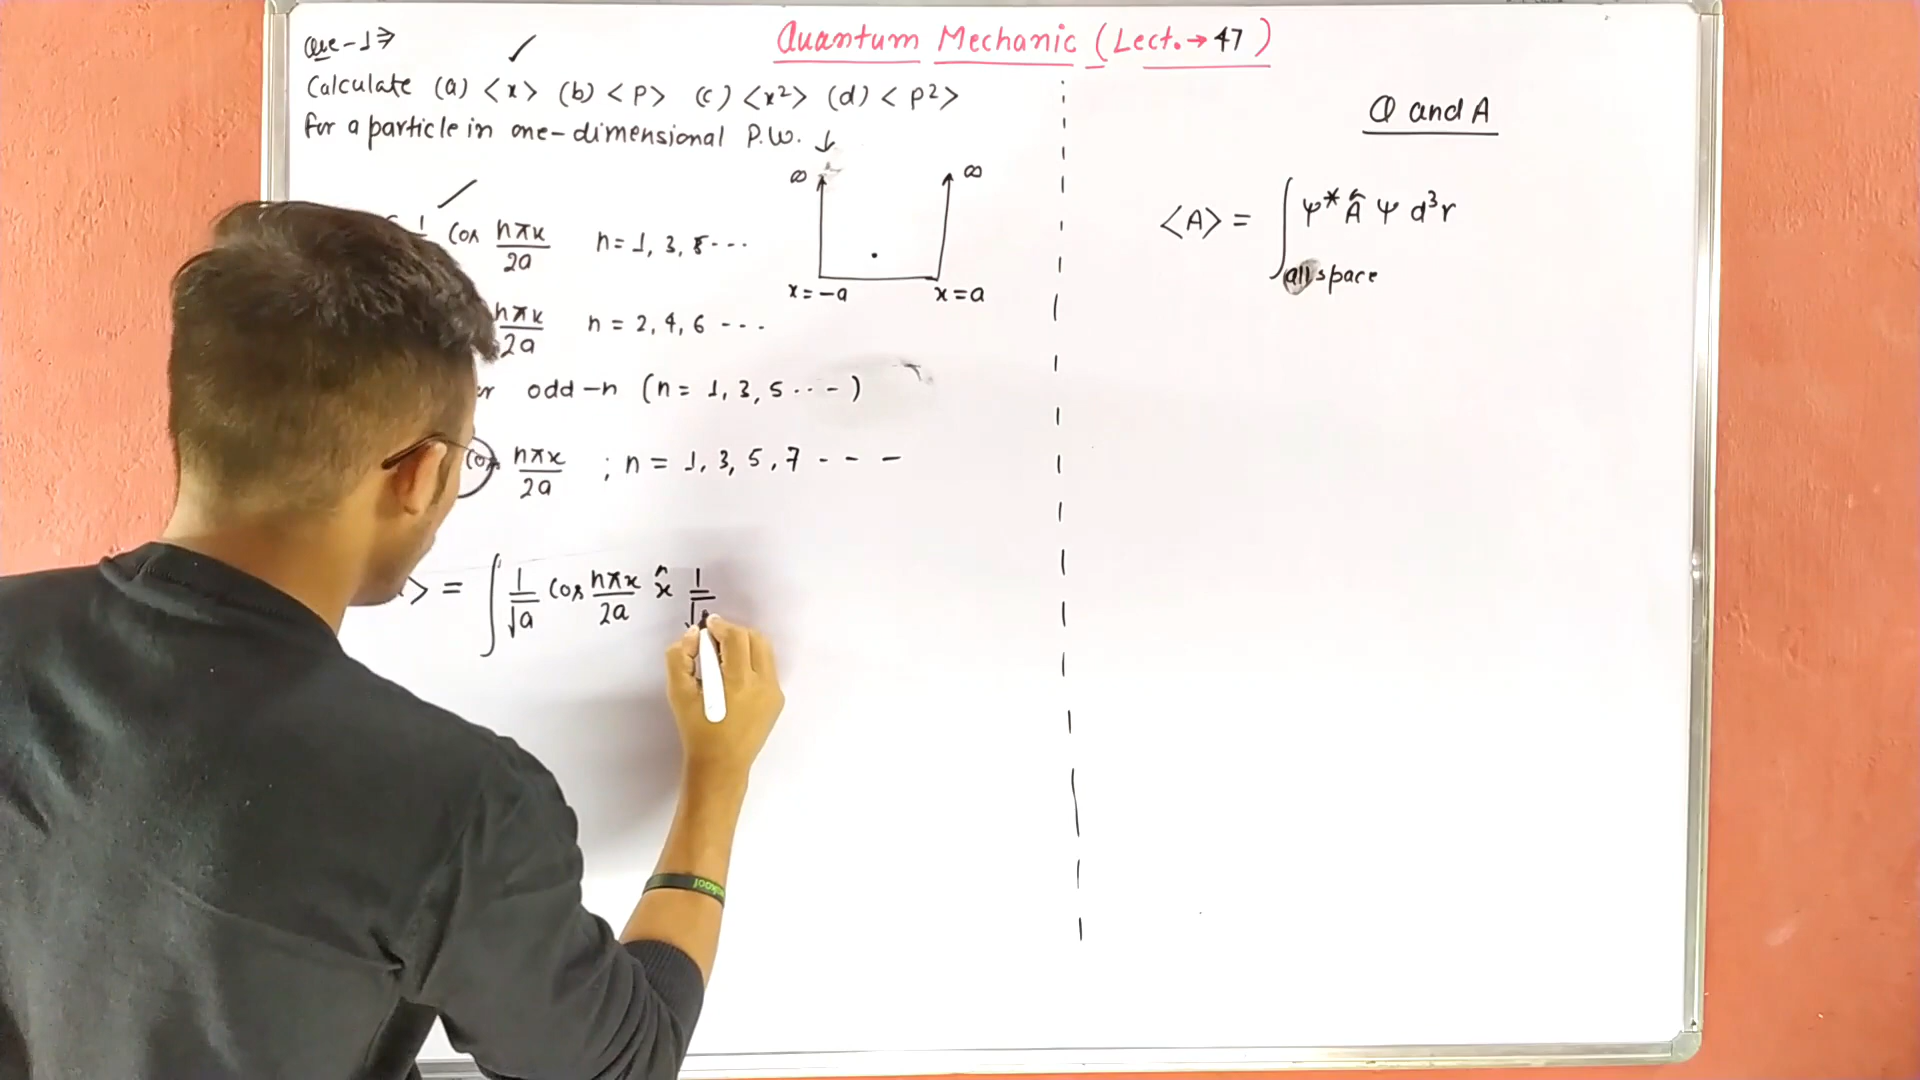 Quantum Mechanic (Lect.→47)
Que-1⇒ ✓
Calculate (a) <x> (b) <P> (c) <x²> (d) <P²>
for a particle in one-dimensional P.W. ↓
∞ ∞
x=-a x=a
1 Cos nπx/2a n=1, 3, 5---
nπx/2a n = 2, 4, 6 ---
odd-n (n= 1, 3, 5 ---)
Cos nπx/2a ; n = 1, 3, 5, 7 - - -
> = ∫ 1/√a Cos nπx/2a x̂ 1/√
Q and A
<A> = ∫ ψ* Â ψ d³r
all space